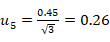 u₅ = 0.45/√3 = 0.26